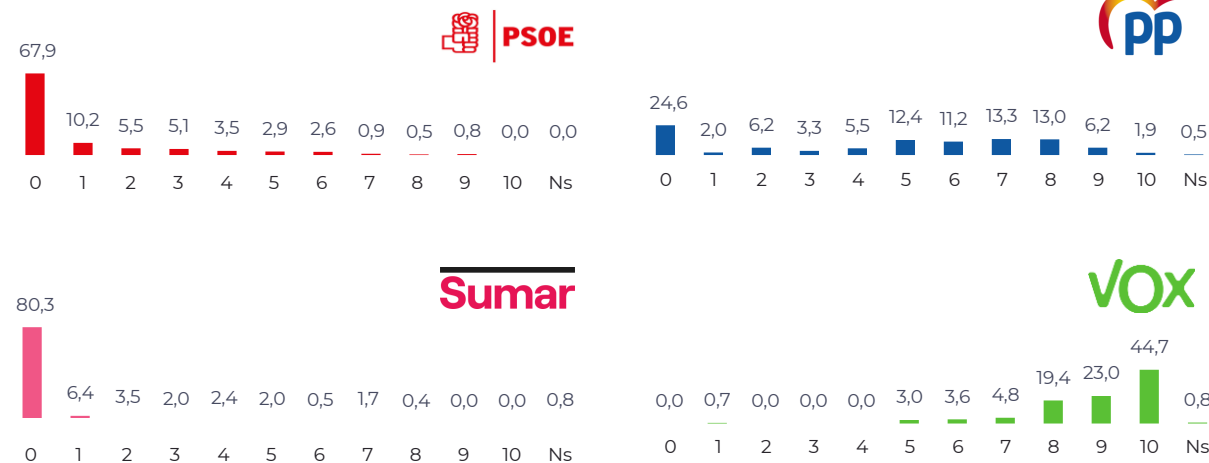 PSOE
67,9 10,2 5,5 5,1 3,5 2,9 2,6 0,9 0,5 0,8 0,0 0,0
0 1 2 3 4 5 6 7 8 9 10 Ns
pp
24,6 2,0 6,2 3,3 5,5 12,4 11,2 13,3 13,0 6,2 1,9 0,5
0 1 2 3 4 5 6 7 8 9 10 Ns
Sumar
80,3 6,4 3,5 2,0 2,4 2,0 0,5 1,7 0,4 0,0 0,0 0,8
0 1 2 3 4 5 6 7 8 9 10 Ns
VOX
0,0 0,7 0,0 0,0 0,0 3,0 3,6 4,8 19,4 23,0 44,7 0,8
0 1 2 3 4 5 6 7 8 9 10 Ns